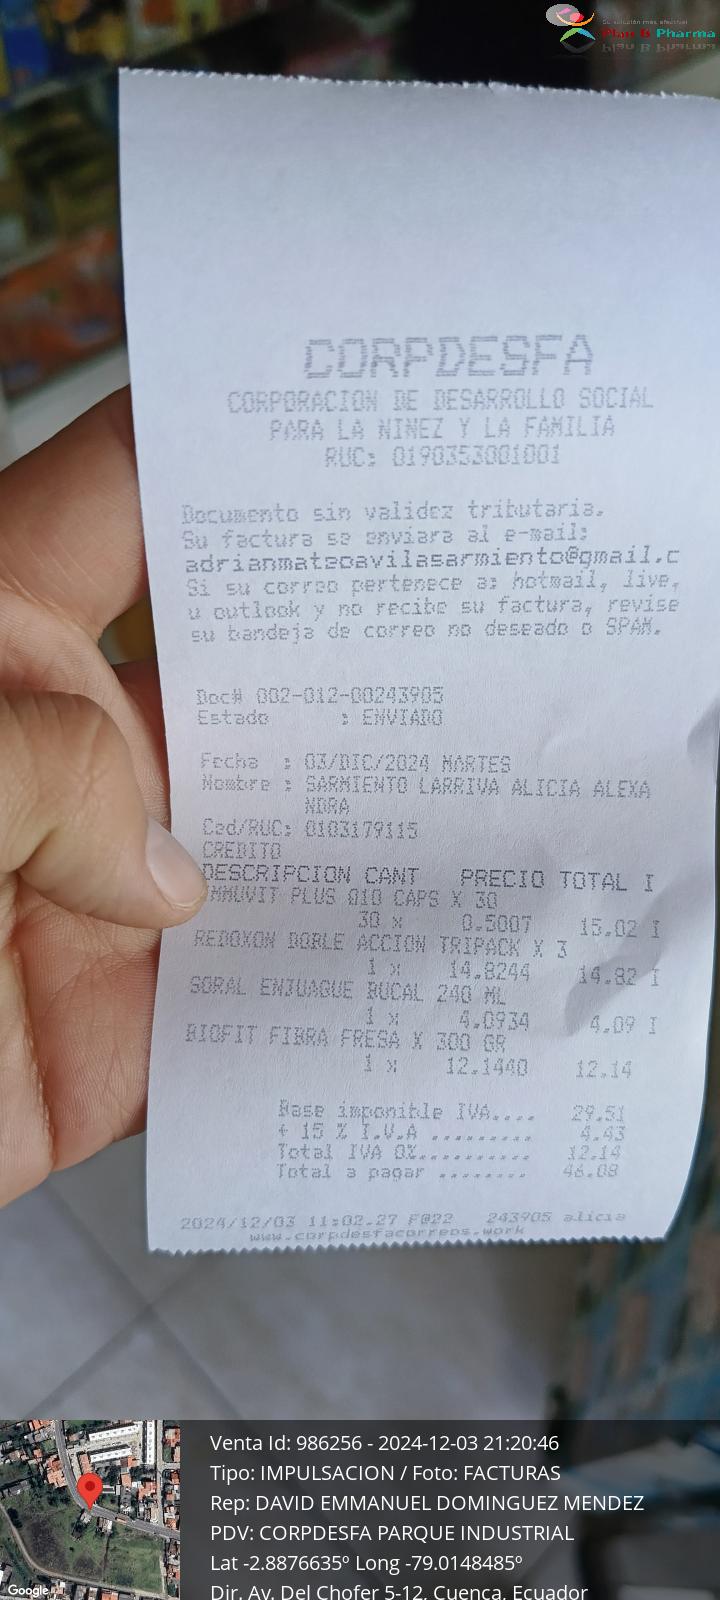 Su solución más efectiva!
Plan B Pharma
CORPDESFA
CORPORACION DE DESARROLLO SOCIAL
PARA LA NINEZ Y LA FAMILIA
RUC: 0190353001001
Documento sin validez tributaria.
Su factura se enviara al e-mail:
adrianmateoavilasarmiento@gmail.c
Si su correo pertenece a: hotmail, live,
u outlook y no recibe su factura, revise
su bandeja de correo no deseado o SPAM.
Doc# 002-012-00243905
Estado : ENVIADO
Fecha : 03/DIC/2024 MARTES
Nombre : SARMIENTO LARRIVA ALICIA ALEXA
NDRA
Ced/RUC: 0103179115
CREDITO
DESCRIPCION CANT PRECIO TOTAL I
IMMUVIT PLUS Q10 CAPS X 30
30 x 0.5007 15.02 I
REDOXON DOBLE ACCION TRIPACK X 3
1 x 14.8244 14.82 I
SORAL ENJUAGUE BUCAL 240 ML
1 x 4.0934 4.09 I
BIOFIT FIBRA FRESA X 300 GR
1 x 12.1440 12.14
Base imponible IVA.... 29.51
+ 15 % I.V.A ......... 4.43
Total IVA 0%.......... 12.14
Total a pagar ........ 46.08
2024/12/03 11:02.27 F@22 243905 alicia
www.corpdesfacorreos.work
Venta Id: 986256 - 2024-12-03 21:20:46
Tipo: IMPULSACION / Foto: FACTURAS
Rep: DAVID EMMANUEL DOMINGUEZ MENDEZ
PDV: CORPDESFA PARQUE INDUSTRIAL
Lat -2.8876635º Long -79.0148485º
Dir. Av. Del Chofer 5-12, Cuenca, Ecuador
Google